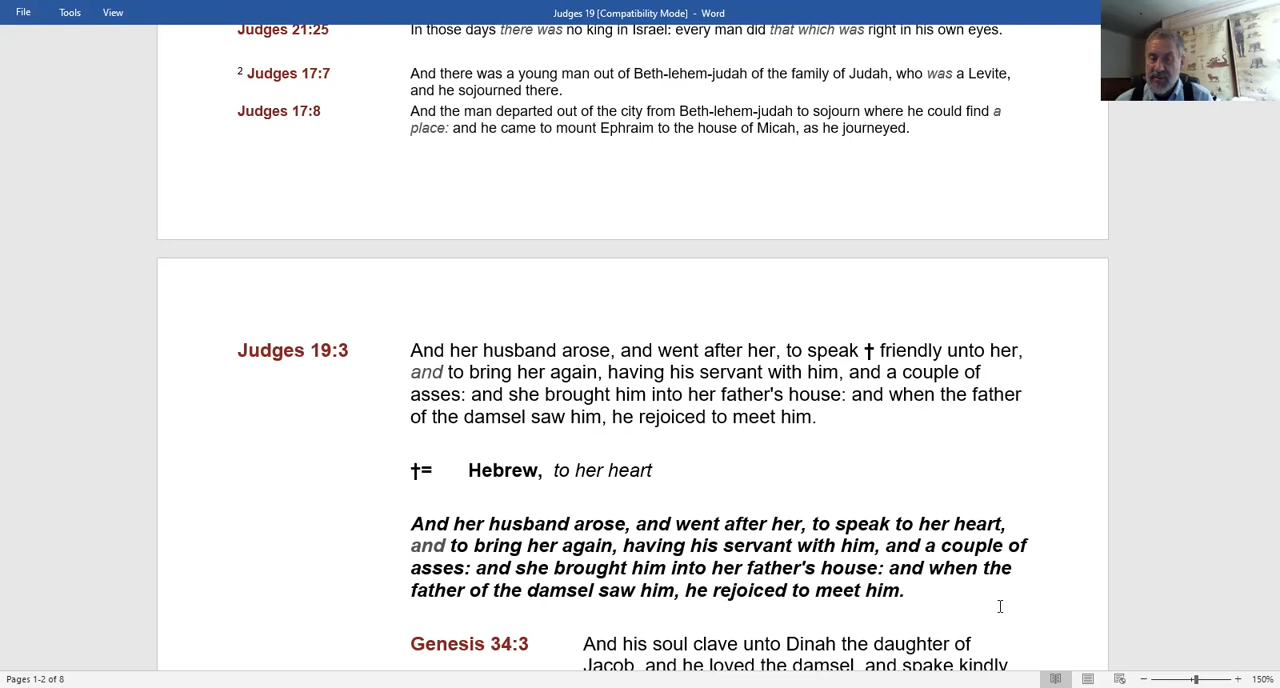 File Tools View Judges 19 [Compatibility Mode] - Word
Judges 21:25 In those days there was no king in Israel: every man did that which was right in his own eyes.
2 Judges 17:7 And there was a young man out of Beth-lehem-judah of the family of Judah, who was a Levite,
and he sojourned there.
Judges 17:8 And the man departed out of the city from Beth-lehem-judah to sojourn where he could find a
place: and he came to mount Ephraim to the house of Micah, as he journeyed.
Judges 19:3 And her husband arose, and went after her, to speak † friendly unto her,
and to bring her again, having his servant with him, and a couple of
asses: and she brought him into her father's house: and when the father
of the damsel saw him, he rejoiced to meet him.
†= Hebrew, to her heart
And her husband arose, and went after her, to speak to her heart,
and to bring her again, having his servant with him, and a couple of
asses: and she brought him into her father's house: and when the
father of the damsel saw him, he rejoiced to meet him.
Genesis 34:3 And his soul clave unto Dinah the daughter of
Jacob, and he loved the damsel, and spake kindly
Pages 1-2 of 8 150%